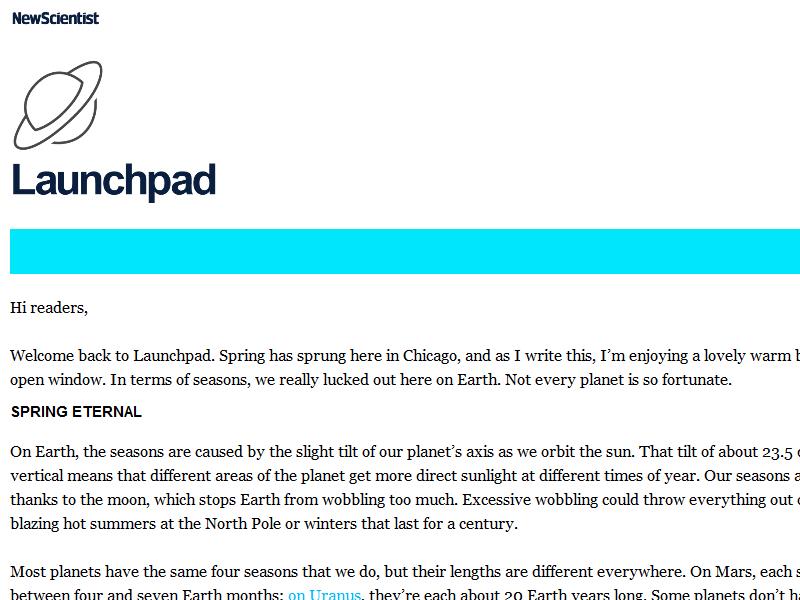 NewScientist
Launchpad
Hi readers,
Welcome back to Launchpad. Spring has sprung here in Chicago, and as I write this, I’m enjoying a lovely warm
open window. In terms of seasons, we really lucked out here on Earth. Not every planet is so fortunate.
SPRING ETERNAL
On Earth, the seasons are caused by the slight tilt of our planet’s axis as we orbit the sun. That tilt of about 23.5
vertical means that different areas of the planet get more direct sunlight at different times of year. Our seasons
thanks to the moon, which stops Earth from wobbling too much. Excessive wobbling could throw everything out
blazing hot summers at the North Pole or winters that last for a century.
Most planets have the same four seasons that we do, but their lengths are different everywhere. On Mars, each
between four and seven Earth months; on Uranus, they’re each about 20 Earth years long. Some planets don’t